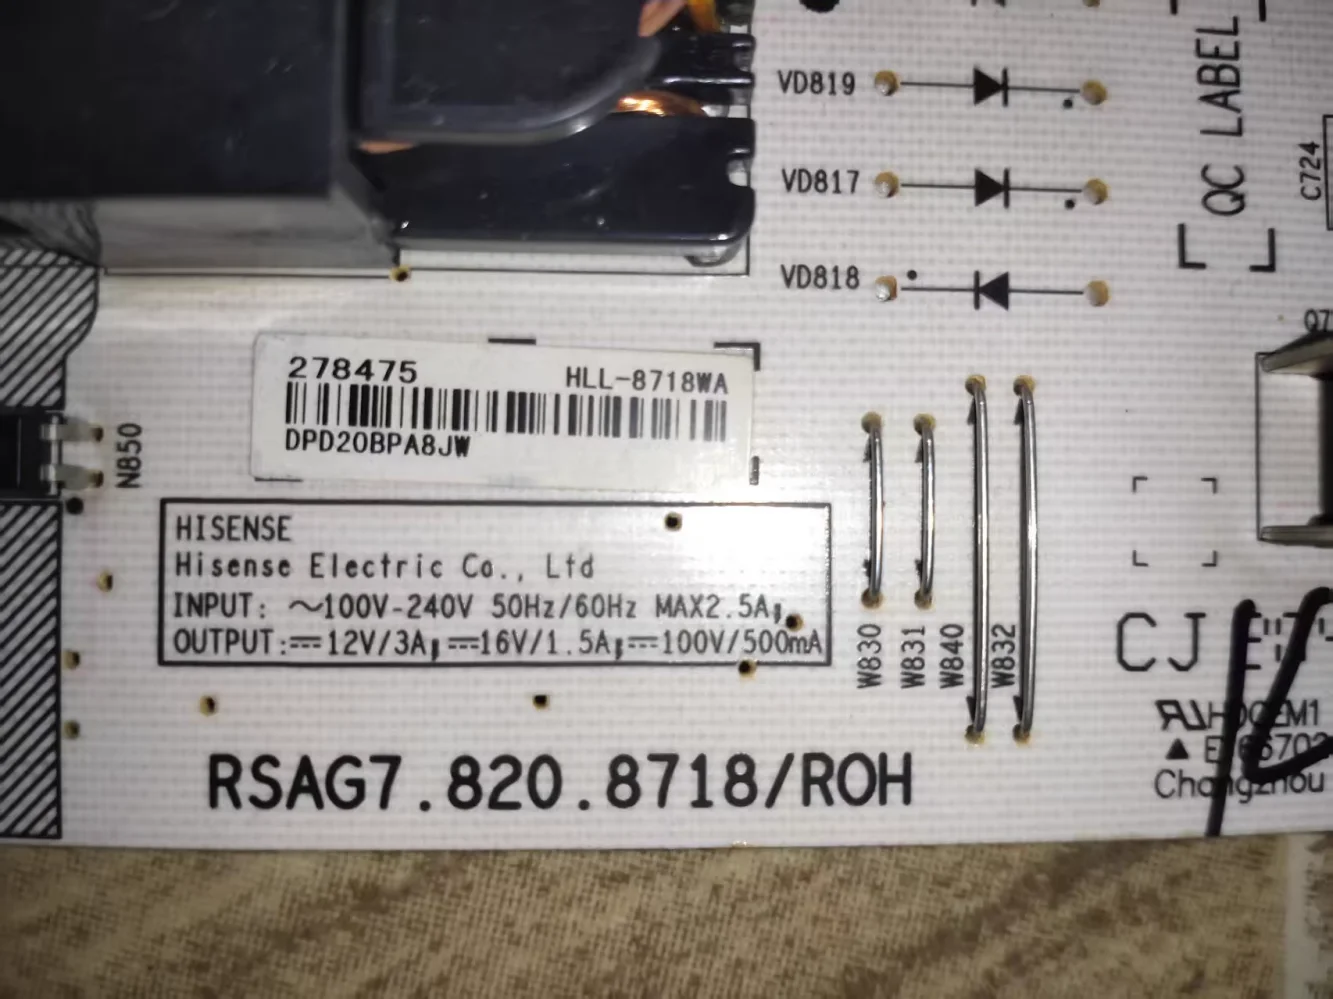 VD819
VD817
VD818
QC LABEL
C724
278475
HLL-8718WA
DPD20BPA8JW
N850
HISENSE
Hisense Electric Co., Ltd
INPUT: ～100V-240V 50Hz/60Hz MAX2.5A;
OUTPUT:⎓12V/3A;⎓16V/1.5A;⎓100V/500mA
W830
W831
W840
W832
CJ
RSAG7.820.8718/ROH